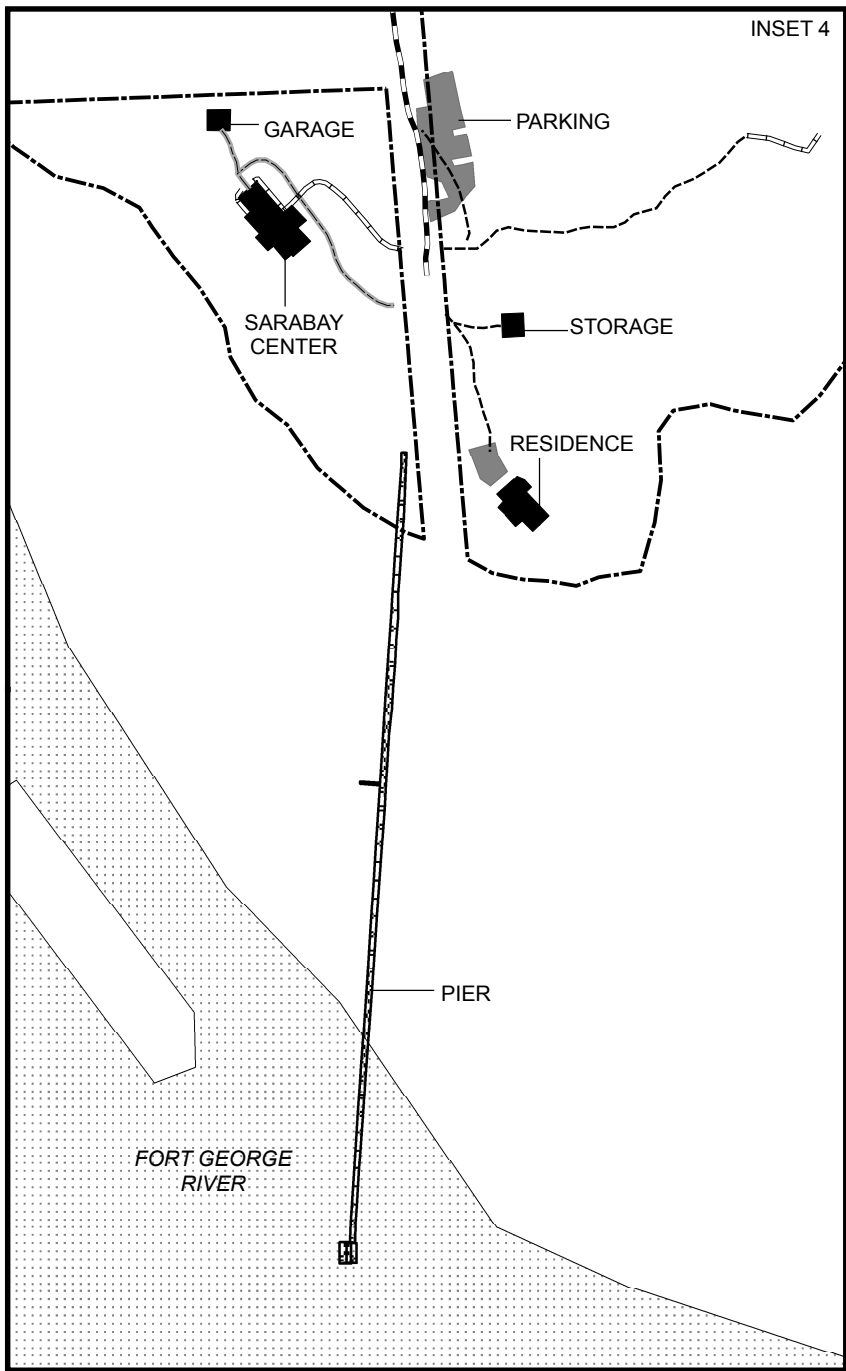 INSET 4
GARAGE
PARKING
SARABAY
CENTER
STORAGE
RESIDENCE
PIER
FORT GEORGE
RIVER